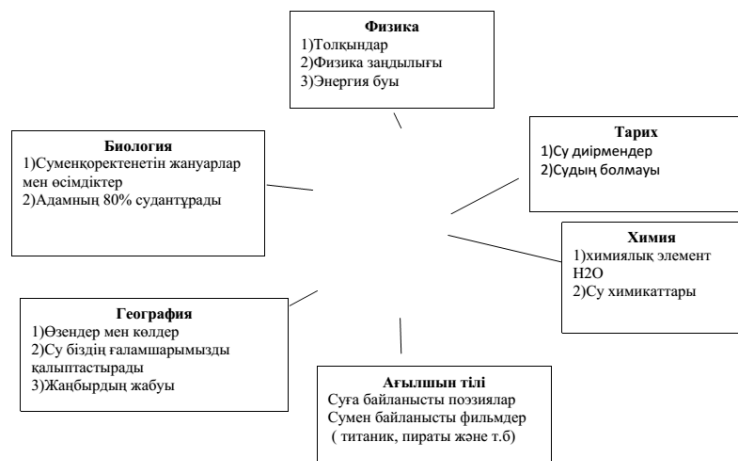 Физика
1)Толқындар
2)Физика заңдылығы
3)Энергия буы
Биология
1)Суменқоректенетін жануарлар
мен өсімдіктер
2)Адамның 80% судантұрады
Тарих
1)Су диірмендер
2)Судың болмауы
Химия
1)химиялық элемент
H2O
2)Су химикаттары
География
1)Өзендер мен көлдер
2)Су біздің ғаламшарымызды
қалыптастырады
3)Жаңбырдың жабуы
Ағылшын тілі
Суға байланысты поэзиялар
Сумен байланысты фильмдер
( титаник, пираты және т.б)